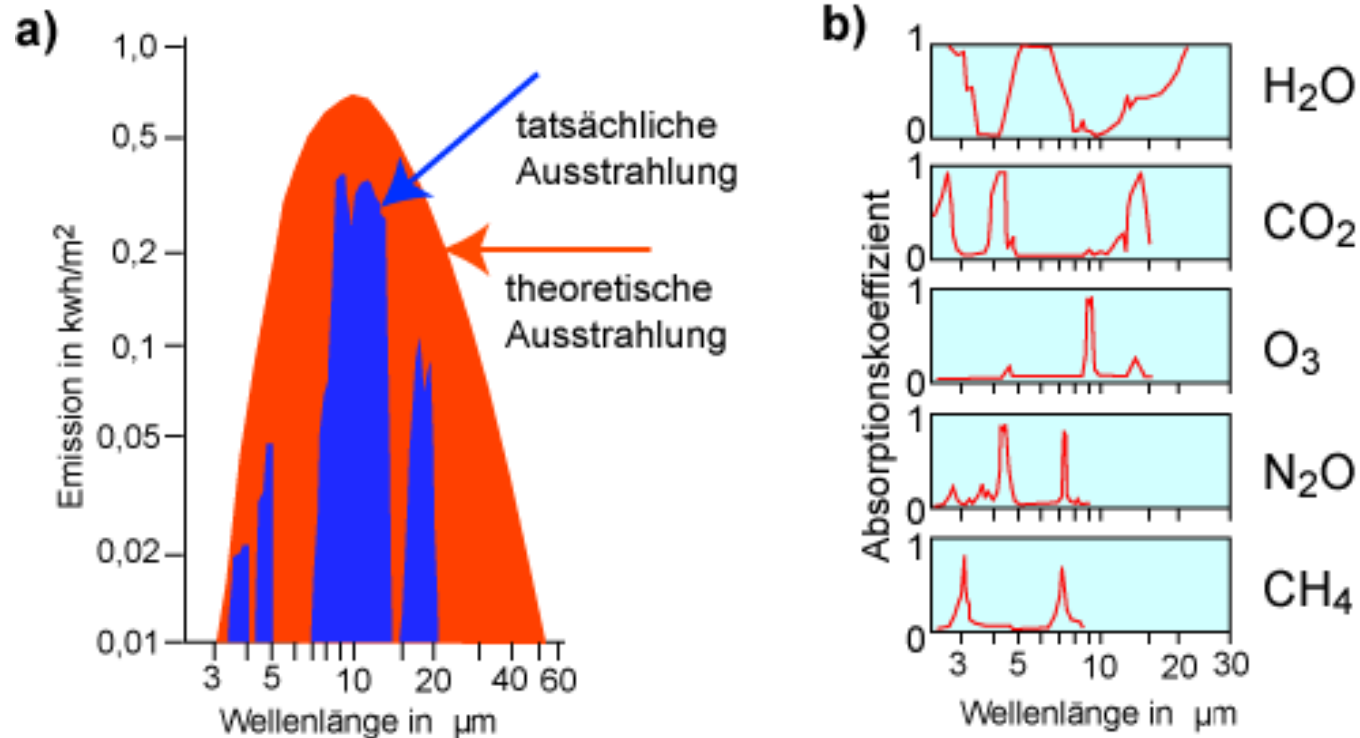 a)
1,0
0,5
0,2
0,1
0,05
0,02
0,01
Emission in kwh/m²
tatsächliche
Ausstrahlung
theoretische
Ausstrahlung
3 5 10 20 40 60
Wellenlänge in µm
b)
Absorptionskoeffizient
1
0
H₂O
1
0
CO₂
1
0
O₃
1
0
N₂O
1
0
CH₄
3 5 10 20 30
Wellenlänge in µm